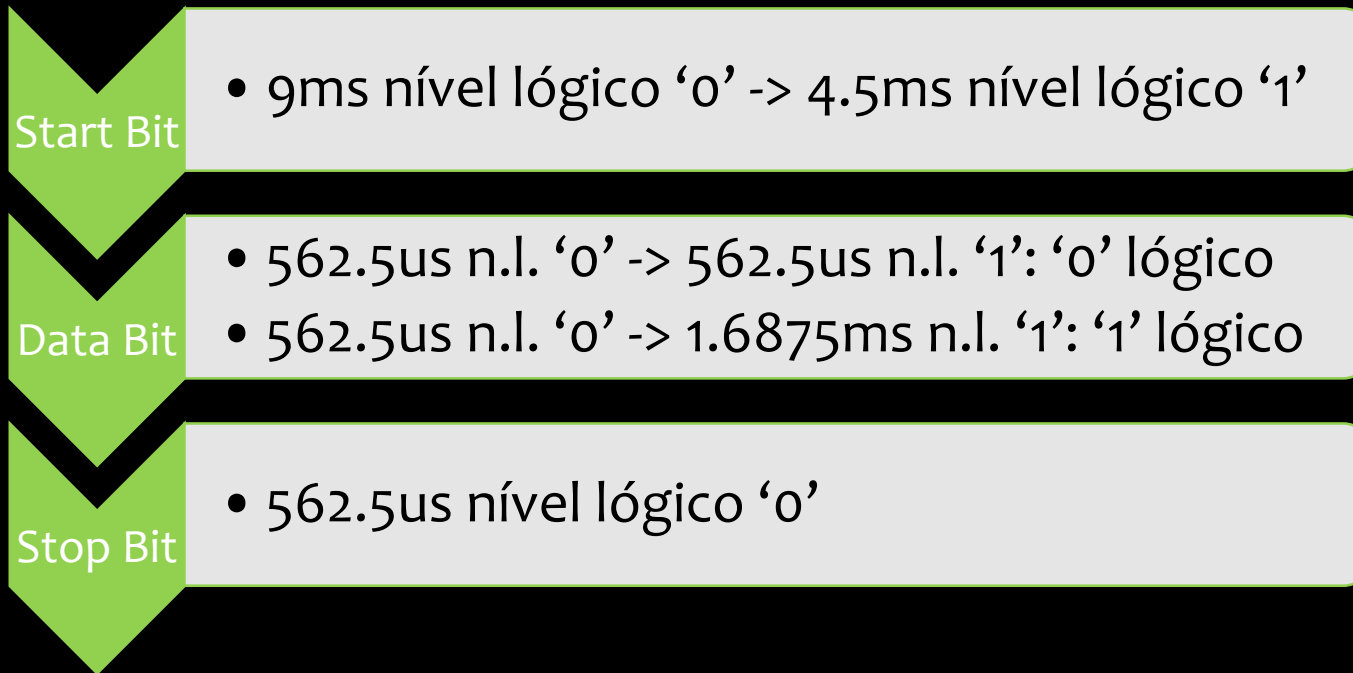 Start Bit
• 9ms nível lógico ‘0’ -> 4.5ms nível lógico ‘1’
Data Bit
• 562.5us n.l. ‘0’ -> 562.5us n.l. ‘1’: ‘0’ lógico
• 562.5us n.l. ‘0’ -> 1.6875ms n.l. ‘1’: ‘1’ lógico
Stop Bit
• 562.5us nível lógico ‘0’